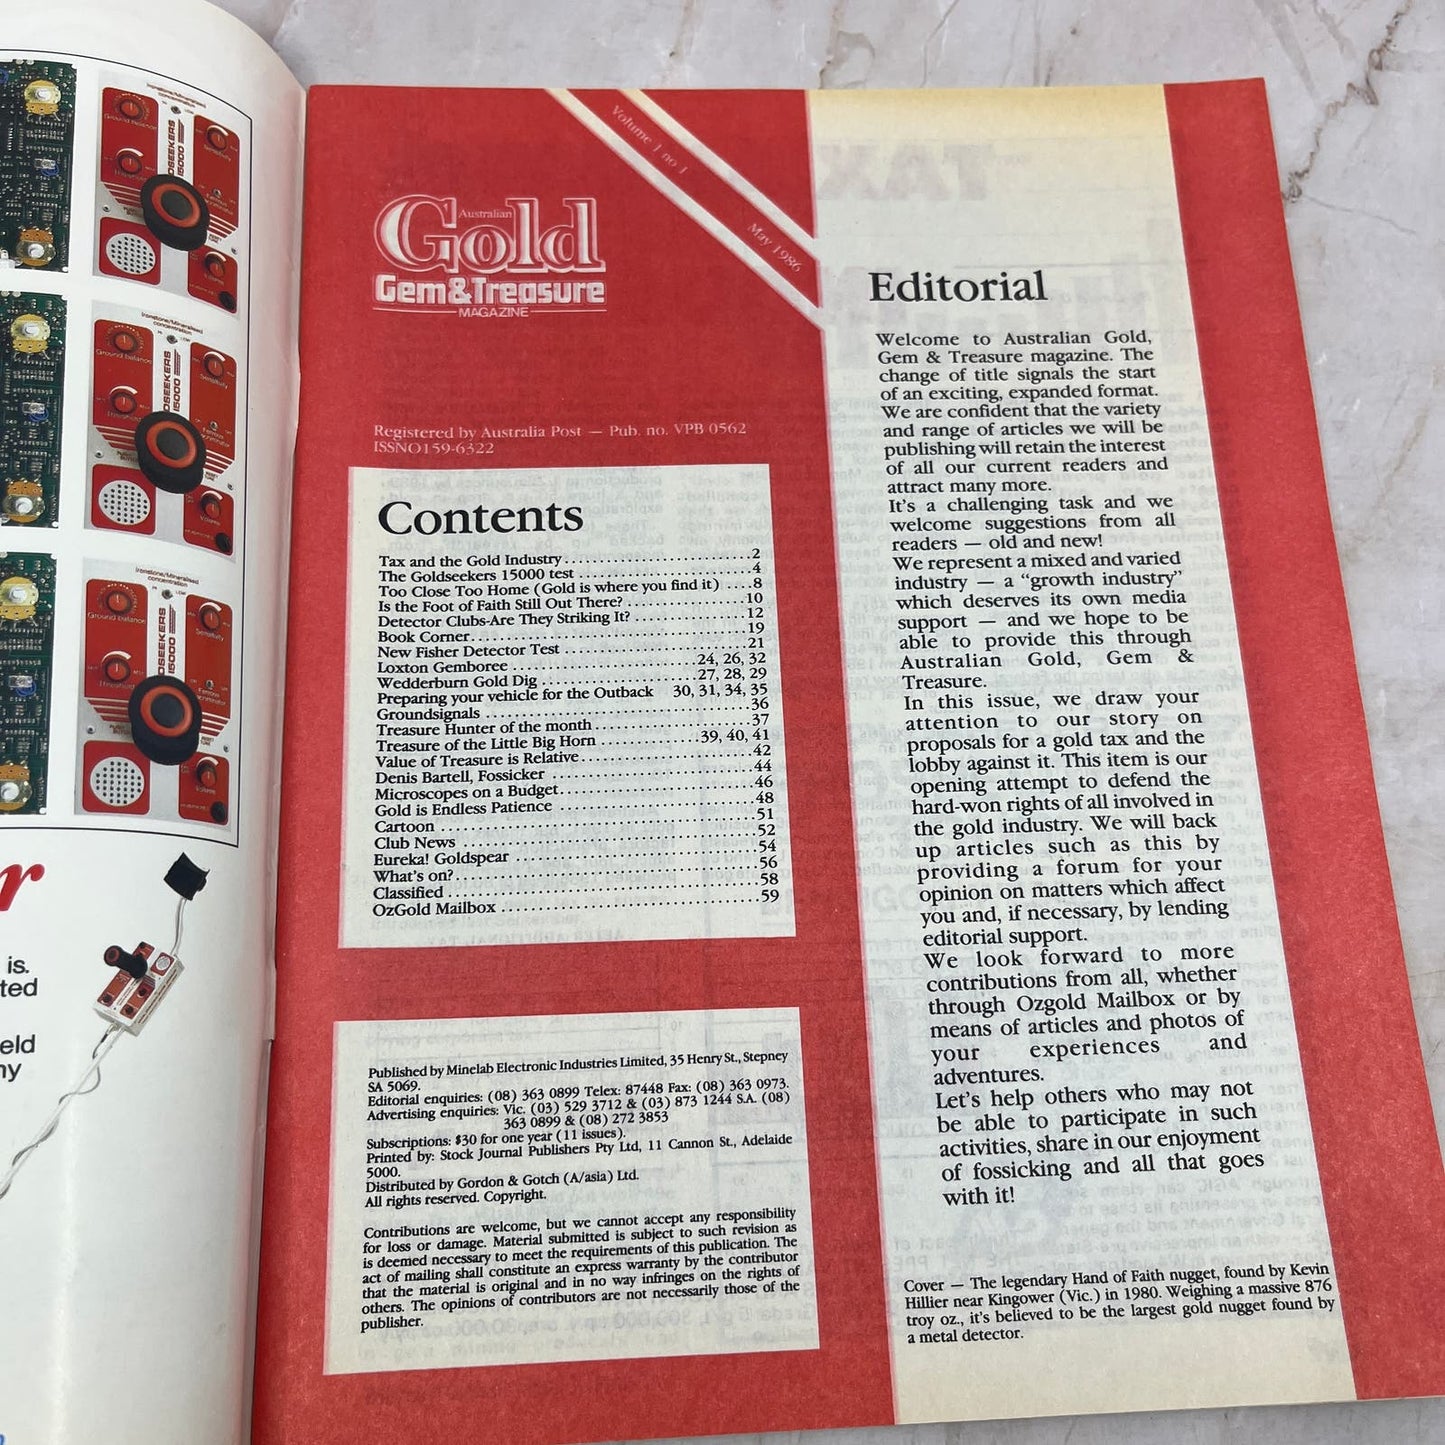 Ironstone/Mineralised
concentration
Ground balance
Sensitivity
Threshold
GOLDSEEKERS
15000
Volume
r
is.
ted
eld
ny
Volume 1 no 1
May 1986
Australian
Gold
Gem&Treasure
MAGAZINE
Registered by Australia Post — Pub. no. VPB 0562
ISSNO159-6322
Contents
Tax and the Gold Industry..........................2
The Goldseekers 15000 test ........................4
Too Close Too Home (Gold is where you find it) ....8
Is the Foot of Faith Still Out There? ................10
Detector Clubs-Are They Striking It? ...............12
Book Corner.....................................19
New Fisher Detector Test .........................21
Loxton Gemboree ........................24, 26, 32
Wedderburn Gold Dig ....................27, 28, 29
Preparing your vehicle for the Outback 30, 31, 34, 35
Groundsignals ...................................36
Treasure Hunter of the month.....................37
Treasure of the Little Big Horn .............39, 40, 41
Value of Treasure is Relative......................42
Denis Bartell, Fossicker ..........................44
Microscopes on a Budget.........................46
Gold is Endless Patience .........................48
Cartoon .........................................51
Club News ......................................52
Eureka! Goldspear ...............................54
What's on?.......................................56
Classified ........................................58
OzGold Mailbox .................................59
Published by Minelab Electronic Industries Limited, 35 Henry St., Stepney
SA 5069.
Editorial enquiries: (08) 363 0899 Telex: 87448 Fax: (08) 363 0973.
Advertising enquiries: Vic. (03) 529 3712 & (03) 873 1244 S.A. (08)
363 0899 & (08) 272 3853
Subscriptions: $30 for one year (11 issues).
Printed by: Stock Journal Publishers Pty Ltd, 11 Cannon St., Adelaide
5000.
Distributed by Gordon & Gotch (A/asia) Ltd.
All rights reserved. Copyright.
Contributions are welcome, but we cannot accept any responsibility
for loss or damage. Material submitted is subject to such revision as
is deemed necessary to meet the requirements of this publication. The
act of mailing shall constitute an express warranty by the contributor
that the material is original and in no way infringes on the rights of
others. The opinions of contributors are not necessarily those of the
publisher.
Editorial
Welcome to Australian Gold,
Gem & Treasure magazine. The
change of title signals the start
of an exciting, expanded format.
We are confident that the variety
and range of articles we will be
publishing will retain the interest
of all our current readers and
attract many more.
It's a challenging task and we
welcome suggestions from all
readers — old and new!
We represent a mixed and varied
industry — a "growth industry"
which deserves its own media
support — and we hope to be
able to provide this through
Australian Gold, Gem &
Treasure.
In this issue, we draw your
attention to our story on
proposals for a gold tax and the
lobby against it. This item is our
opening attempt to defend the
hard-won rights of all involved in
the gold industry. We will back
up articles such as this by
providing a forum for your
opinion on matters which affect
you and, if necessary, by lending
editorial support.
We look forward to more
contributions from all, whether
through Ozgold Mailbox or by
means of articles and photos of
your experiences and
adventures.
Let's help others who may not
be able to participate in such
activities, share in our enjoyment
of fossicking and all that goes
with it!
Cover — The legendary Hand of Faith nugget, found by Kevin
Hillier near Kingower (Vic.) in 1980. Weighing a massive 876
troy oz., it's believed to be the largest gold nugget found by
a metal detector.